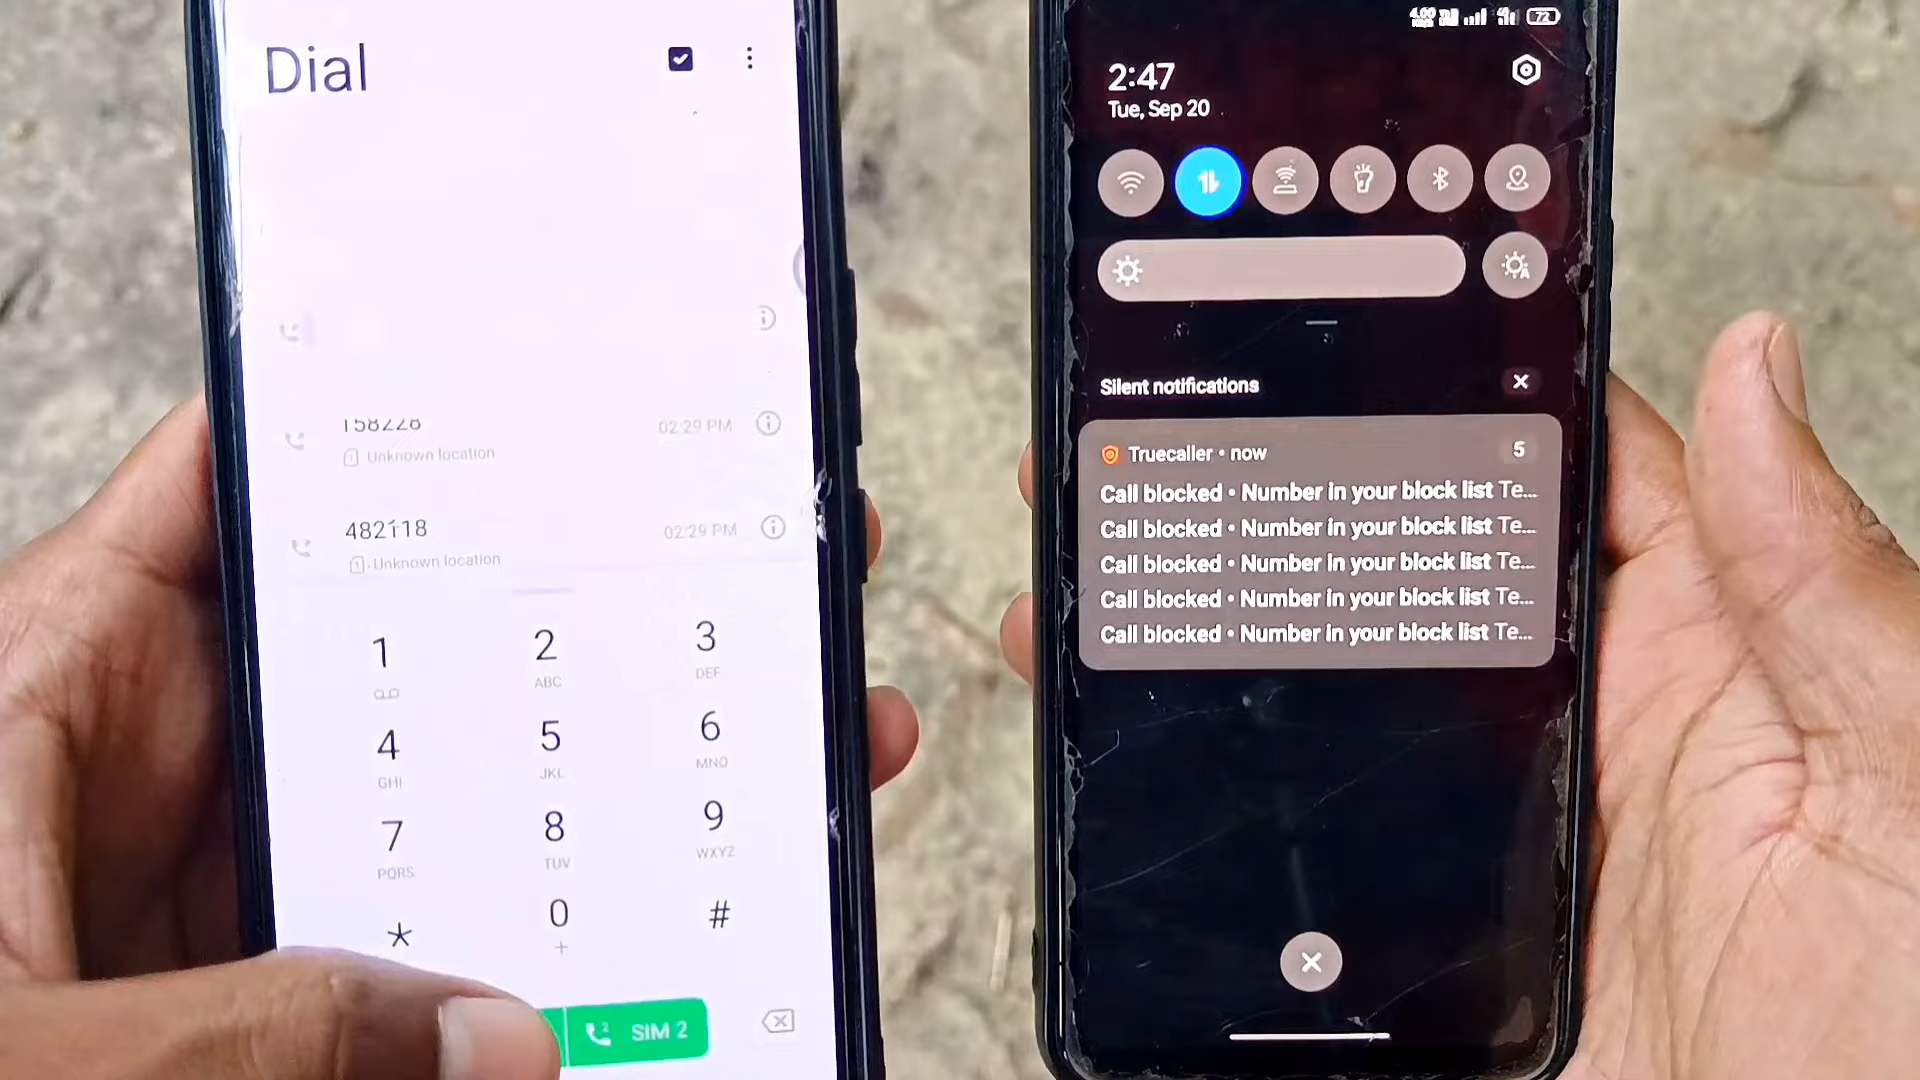 Dial
02:29 PM
Unknown location
482118
02:29 PM
Unknown location
1
2
ABC
3
DEF
4
GHI
5
JKL
6
MNO
7
PQRS
8
TUV
9
WXYZ
*
0
+
#
2
SIM 2
4.00
72
2:47
Tue, Sep 20
A
Silent notifications
Truecaller • now
5
Call blocked • Number in your block list Te...
Call blocked • Number in your block list Te...
Call blocked • Number in your block list Te...
Call blocked • Number in your block list Te...
Call blocked • Number in your block list Te...